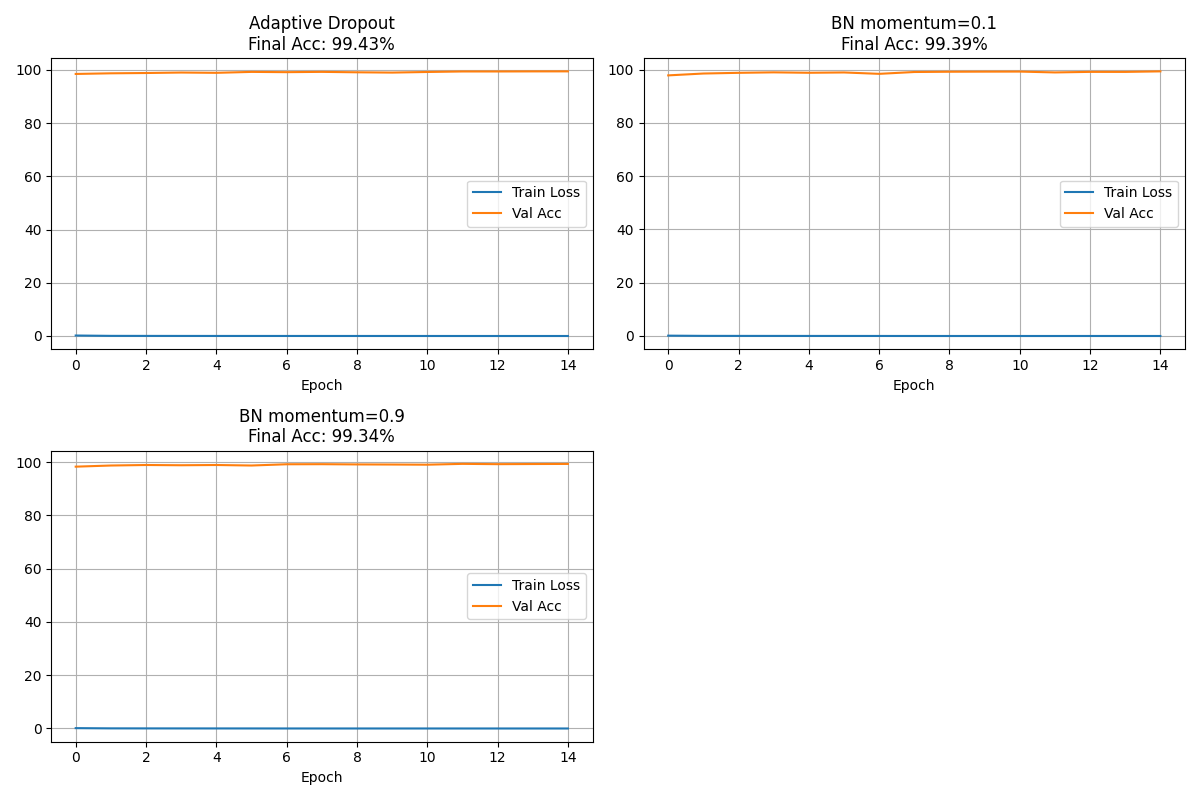 Adaptive Dropout
Final Acc: 99.43%
100
80
60
40
20
0
Train Loss
Val Acc
0 2 4 6 8 10 12 14
Epoch
BN momentum=0.1
Final Acc: 99.39%
100
80
60
40
20
0
Train Loss
Val Acc
0 2 4 6 8 10 12 14
Epoch
BN momentum=0.9
Final Acc: 99.34%
100
80
60
40
20
0
Train Loss
Val Acc
0 2 4 6 8 10 12 14
Epoch